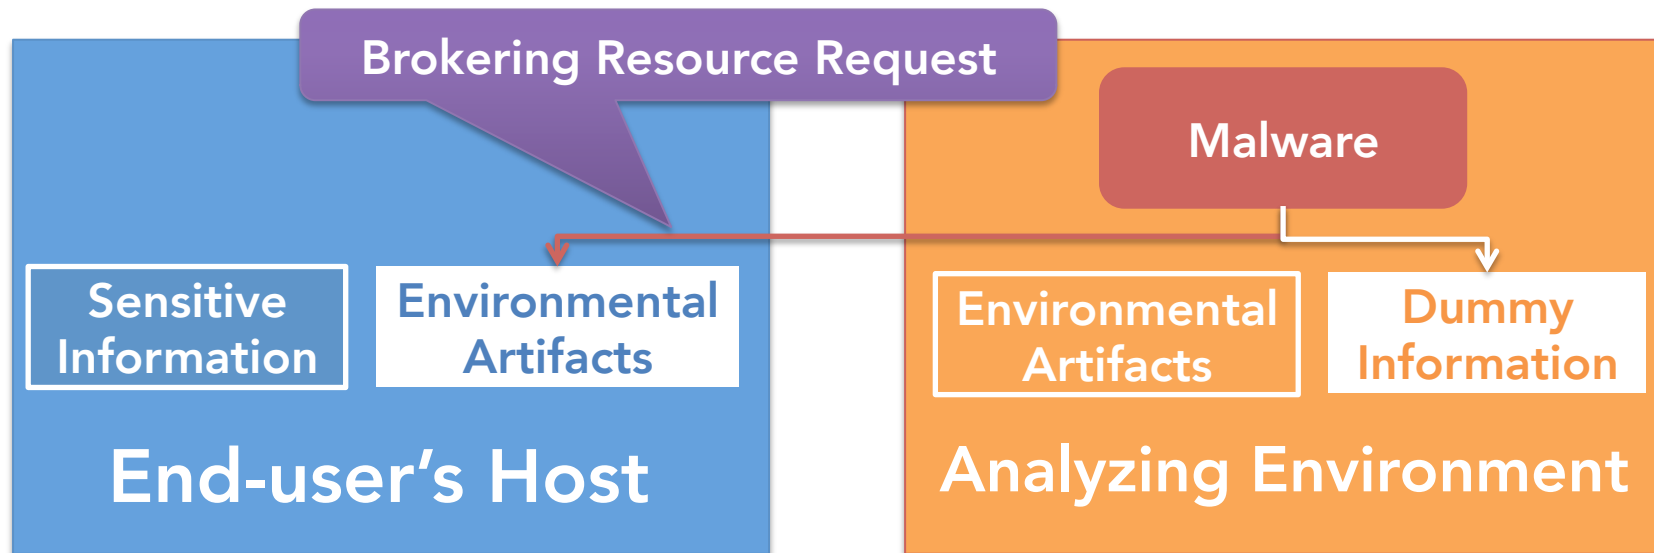 Brokering Resource Request
Malware
Sensitive
Information
Environmental
Artifacts
Environmental
Artifacts
Dummy
Information
End-user’s Host
Analyzing Environment